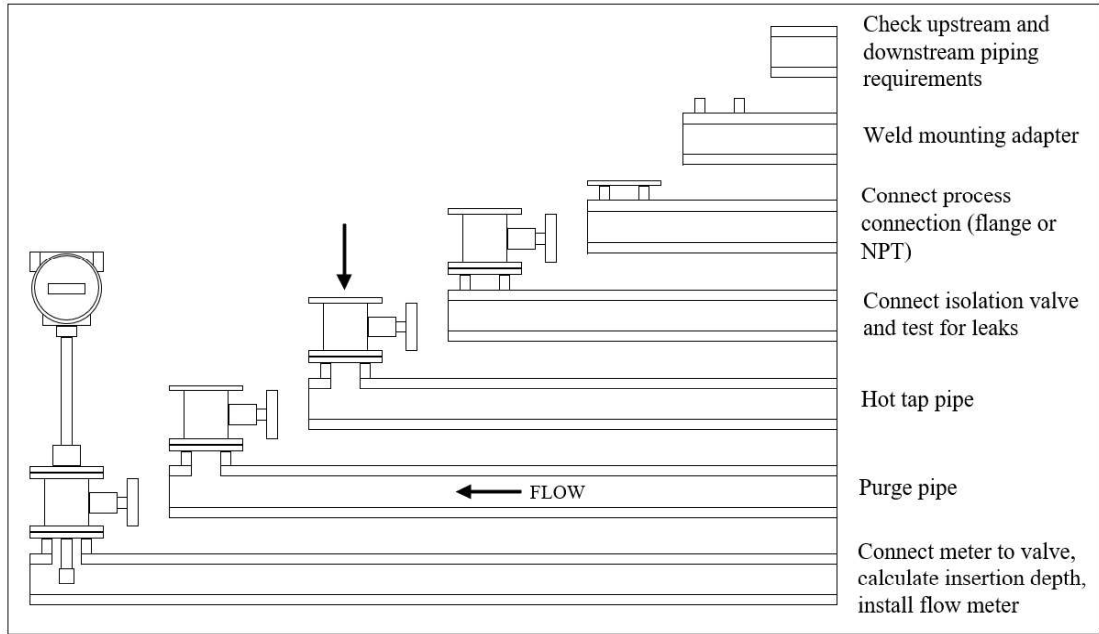 Check upstream and
downstream piping
requirements
Weld mounting adapter
Connect process
connection (flange or
NPT)
Connect isolation valve
and test for leaks
Hot tap pipe
FLOW
Purge pipe
Connect meter to valve,
calculate insertion depth,
install flow meter